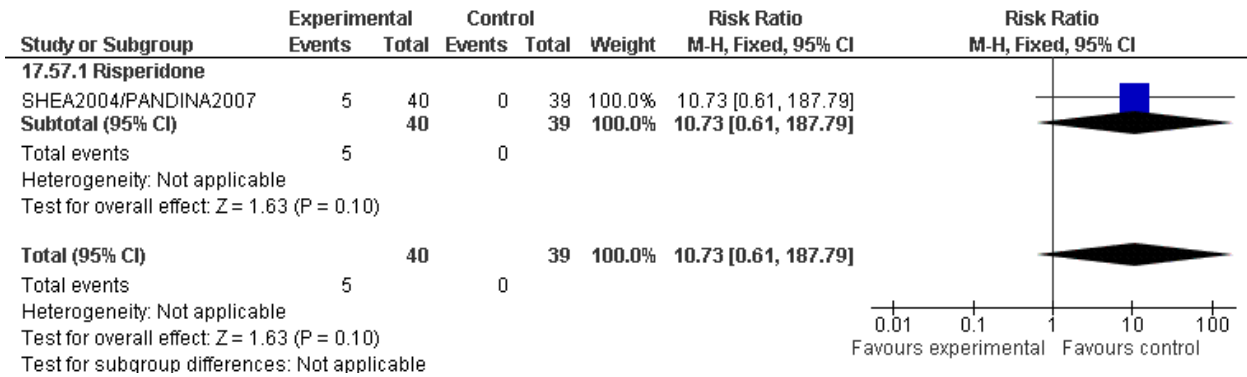 Experimental Control Risk Ratio Risk Ratio
Study or Subgroup Events Total Events Total Weight M-H, Fixed, 95% CI M-H, Fixed, 95% CI
17.57.1 Risperidone
SHEA2004/PANDINA2007 5 40 0 39 100.0% 10.73 [0.61, 187.79]
Subtotal (95% CI) 40 39 100.0% 10.73 [0.61, 187.79]
Total events 5 0
Heterogeneity: Not applicable
Test for overall effect: Z = 1.63 (P = 0.10)
Total (95% CI) 40 39 100.0% 10.73 [0.61, 187.79]
Total events 5 0
Heterogeneity: Not applicable
Test for overall effect: Z = 1.63 (P = 0.10)
Test for subgroup differences: Not applicable
0.01 0.1 1 10 100
Favours experimental Favours control